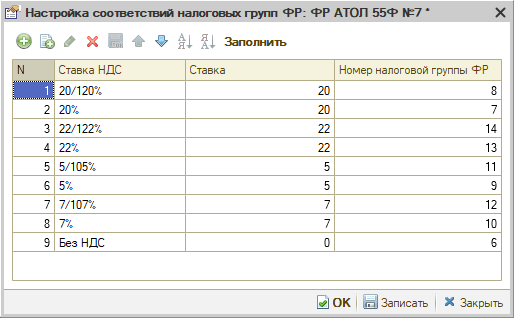 Настройка соответствий налоговых групп ФР: ФР АТОЛ 55Ф №7 *
Заполнить
N Ставка НДС Ставка Номер налоговой группы ФР
1 20/120% 20 8
2 20% 20 7
3 22/122% 22 14
4 22% 22 13
5 5/105% 5 11
6 5% 5 9
7 7/107% 7 12
8 7% 7 10
9 Без НДС 0 6
OK Записать Закрыть